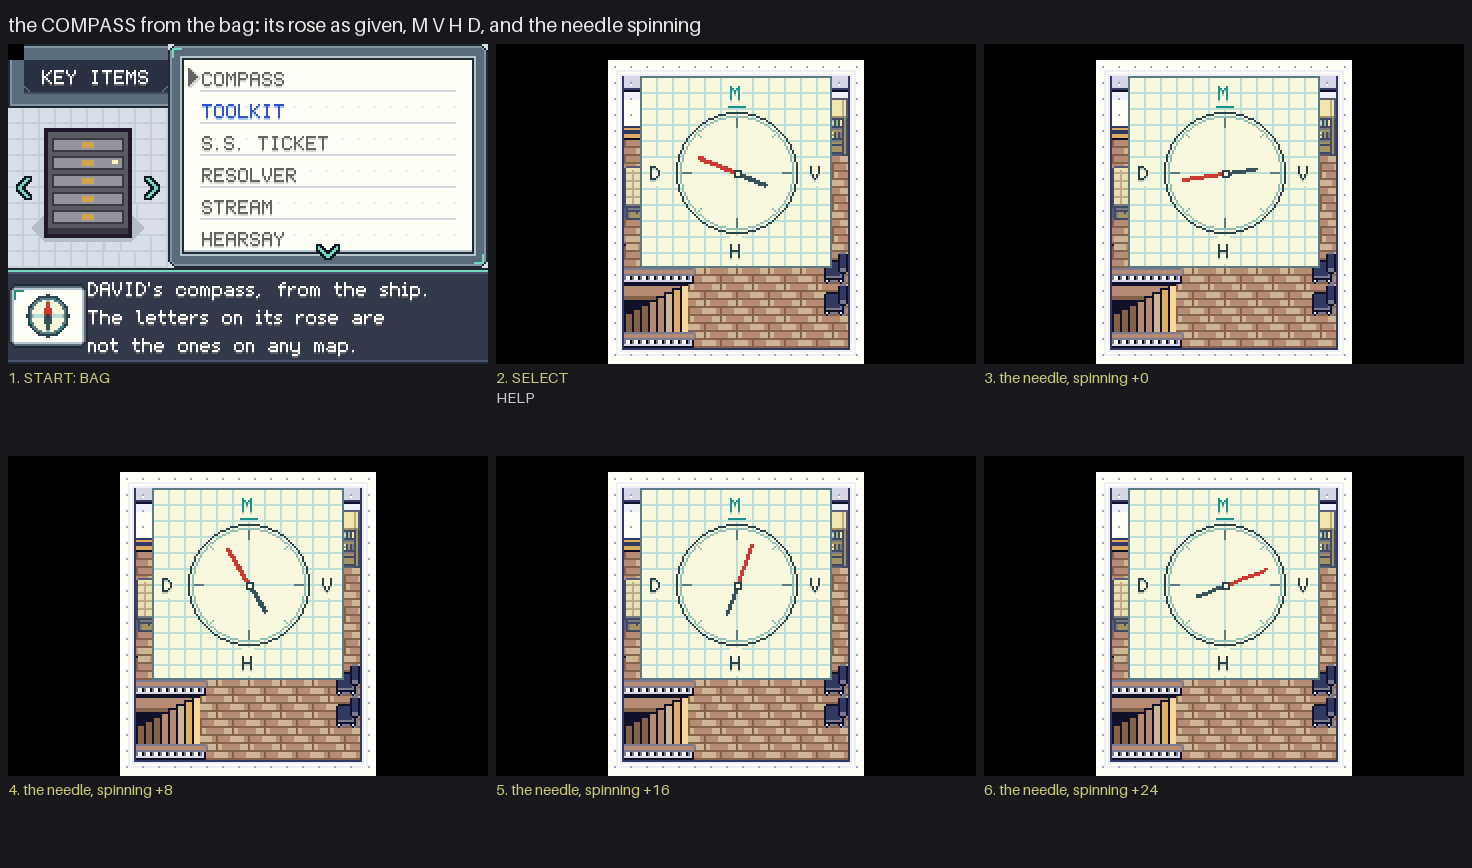 the COMPASS from the bag: its rose as given, M V H D, and the needle spinning
KEY ITEMS
COMPASS
TOOLKIT
S.S. TICKET
RESOLVER
STREAM
HEARSAY
DAVID's compass, from the ship.
The letters on its rose are
not the ones on any map.
1. START: BAG
M
D
V
H
2. SELECT
HELP
M
D
V
H
3. the needle, spinning +0
M
D
V
H
4. the needle, spinning +8
M
D
V
H
5. the needle, spinning +16
M
D
V
H
6. the needle, spinning +24